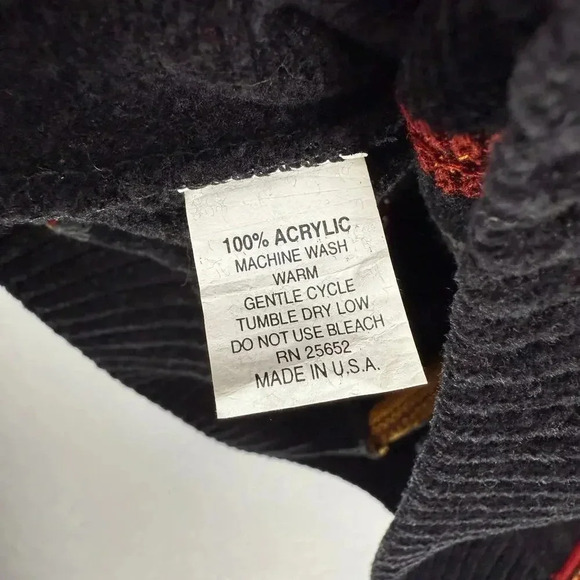 100% ACRYLIC
MACHINE WASH
WARM
GENTLE CYCLE
TUMBLE DRY LOW
DO NOT USE BLEACH
RN 25652
MADE IN U.S.A.